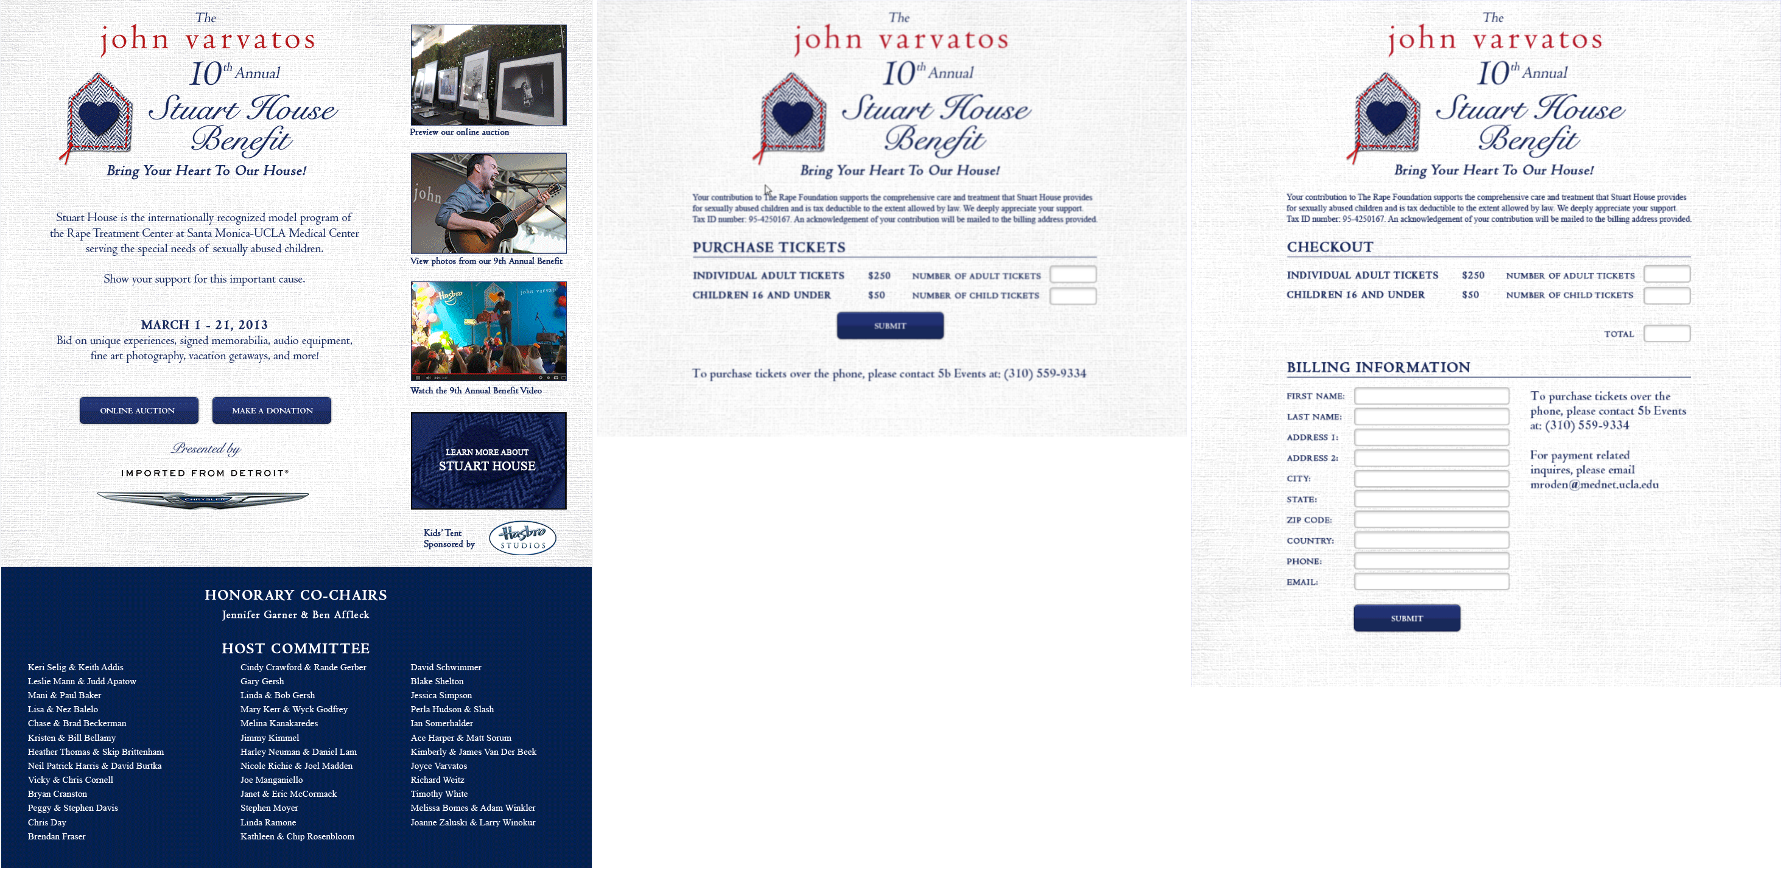 The
john varvatos
10th Annual
Stuart House
Benefit
Bring Your Heart To Our House!
Stuart House is the internationally recognized model program of
the Rape Treatment Center at Santa Monica-UCLA Medical Center
serving the special needs of sexually abused children.
Show your support for this important cause.
MARCH 1 - 21, 2013
Bid on unique experiences, signed memorabilia, audio equipment,
fine art photography, vacation getaways, and more!
ONLINE AUCTION
MAKE A DONATION
Presented by
IMPORTED FROM DETROIT®
CHRYSLER
Preview our online auction
john
View photos from our 9th Annual Benefit
Hasbro
john varvat
Watch the 9th Annual Benefit Video
LEARN MORE ABOUT
STUART HOUSE
Kids' Tent
Sponsored by
Hasbro
STUDIOS
HONORARY CO-CHAIRS
Jennifer Garner & Ben Affleck
HOST COMMITTEE
Keri Selig & Keith Addis
Leslie Mann & Judd Apatow
Mani & Paul Baker
Lisa & Nez Balelo
Chase & Brad Beckerman
Kristen & Bill Bellamy
Heather Thomas & Skip Brittenham
Neil Patrick Harris & David Burtka
Vicky & Chris Cornell
Bryan Cranston
Peggy & Stephen Davis
Chris Day
Brendan Fraser
Cindy Crawford & Rande Gerber
Gary Gersh
Linda & Bob Gersh
Mary Kerr & Wyck Godfrey
Melina Kanakaredes
Jimmy Kimmel
Harley Neuman & Daniel Lam
Nicole Richie & Joel Madden
Joe Manganiello
Janet & Eric McCormack
Stephen Moyer
Linda Ramone
Kathleen & Chip Rosenbloom
David Schwimmer
Blake Shelton
Jessica Simpson
Perla Hudson & Slash
Ian Somerhalder
Ace Harper & Matt Sorum
Kimberly & James Van Der Beek
Joyce Varvatos
Richard Weitz
Timothy White
Melissa Bomes & Adam Winkler
Joanne Zaluski & Larry Winokur
The
john varvatos
10th Annual
Stuart House
Benefit
Bring Your Heart To Our House!
Your contribution to The Rape Foundation supports the comprehensive care and treatment that Stuart House provides
for sexually abused children and is tax deductible to the extent allowed by law. We deeply appreciate your support.
Tax ID number: 95-4250167. An acknowledgement of your contribution will be mailed to the billing address provided.
PURCHASE TICKETS
INDIVIDUAL ADULT TICKETS $250 NUMBER OF ADULT TICKETS
CHILDREN 16 AND UNDER $50 NUMBER OF CHILD TICKETS
SUBMIT
To purchase tickets over the phone, please contact 5b Events at: (310) 559-9334
The
john varvatos
10th Annual
Stuart House
Benefit
Bring Your Heart To Our House!
Your contribution to The Rape Foundation supports the comprehensive care and treatment that Stuart House provides
for sexually abused children and is tax deductible to the extent allowed by law. We deeply appreciate your support.
Tax ID number: 95-4250167. An acknowledgement of your contribution will be mailed to the billing address provided.
CHECKOUT
INDIVIDUAL ADULT TICKETS $250 NUMBER OF ADULT TICKETS
CHILDREN 16 AND UNDER $50 NUMBER OF CHILD TICKETS
TOTAL
BILLING INFORMATION
FIRST NAME:
LAST NAME:
ADDRESS 1:
ADDRESS 2:
CITY:
STATE:
ZIP CODE:
COUNTRY:
PHONE:
EMAIL:
To purchase tickets over the
phone, please contact 5b Events
at: (310) 559-9334
For payment related
inquires, please email
mroden@mednet.ucla.edu
SUBMIT